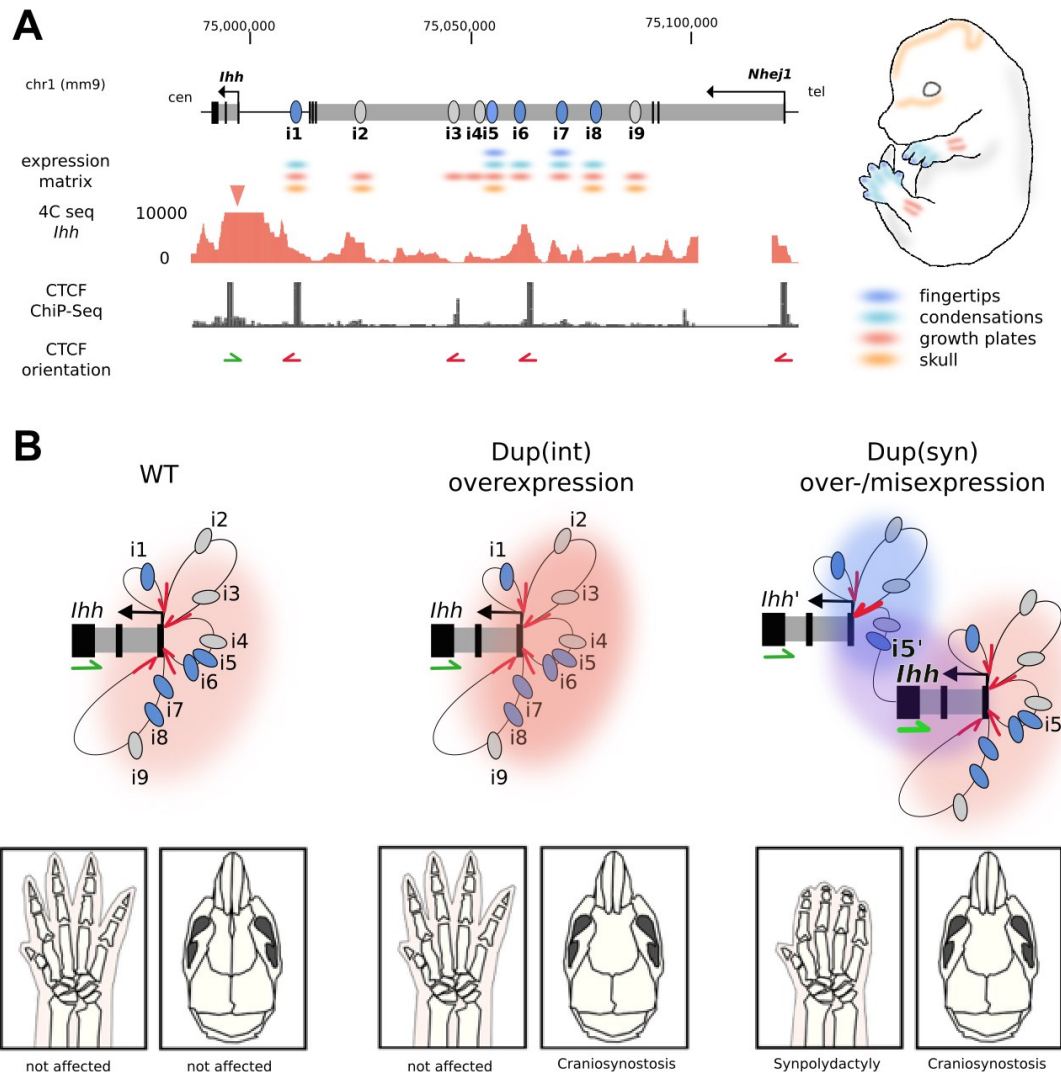 A
75,000,000
75,050,000
75,100,000
chr1 (mm9)
cen
Ihh
Nhej1
tel
i1
i2
i3
i4
i5
i6
i7
i8
i9
expression
matrix
4C seq
Ihh
10000
0
CTCF
ChiP-Seq
CTCF
orientation
fingertips
condensations
growth plates
skull
B
WT
i1
i2
i3
i4
i5
i6
i7
i8
i9
Ihh
not affected
not affected
Dup(int)
overexpression
i1
i2
i3
i4
i5
i6
i7
i8
i9
Ihh
not affected
Craniosynostosis
Dup(syn)
over-/misexpression
Ihh'
i5'
Ihh
i5
Synpolydactyly
Craniosynostosis